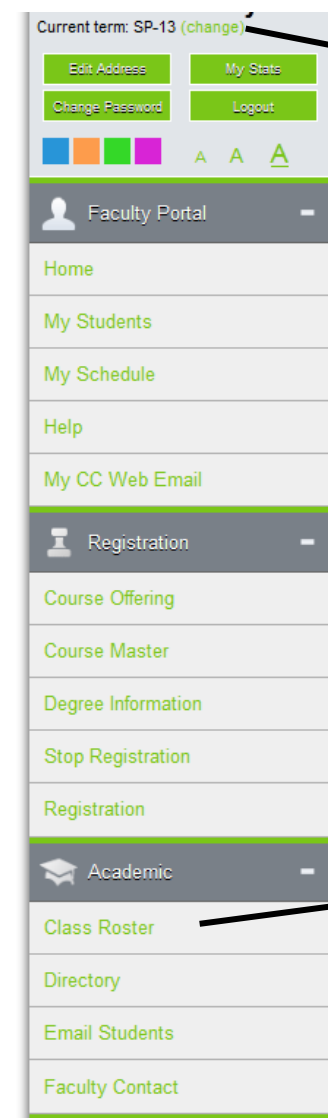 Current term: SP-13 (change)
Edit Address My Stats
Change Password Logout
A A A
Faculty Portal
Home
My Students
My Schedule
Help
My CC Web Email
Registration
Course Offering
Course Master
Degree Information
Stop Registration
Registration
Academic
Class Roster
Directory
Email Students
Faculty Contact